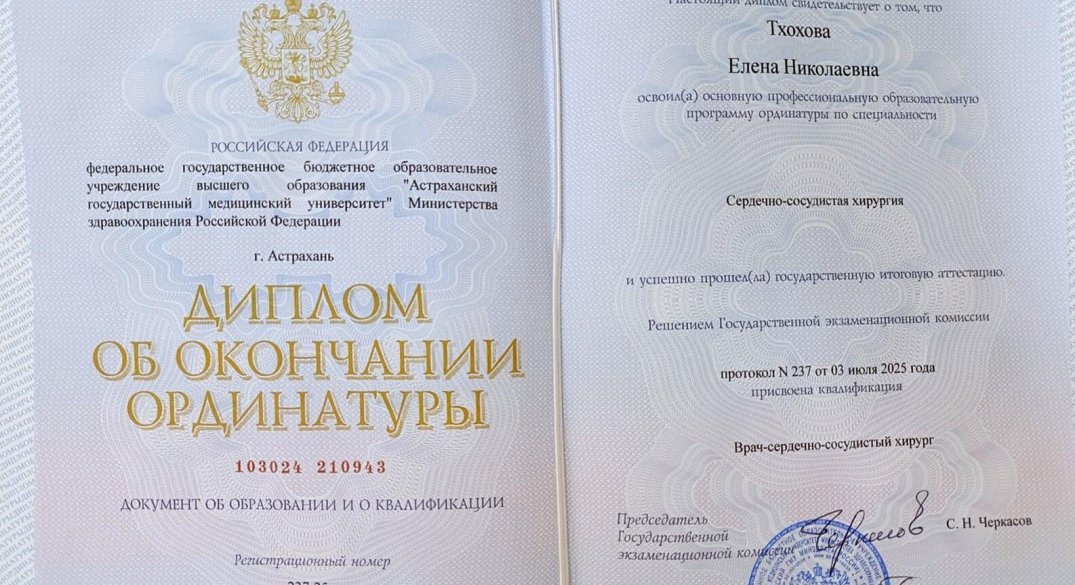 РОССИЙСКАЯ ФЕДЕРАЦИЯ
федеральное государственное бюджетное образовательное
учреждение высшего образования "Астраханский
государственный медицинский университет" Министерства
здравоохранения Российской Федерации
г. Астрахань
ДИПЛОМ
ОБ ОКОНЧАНИИ
ОРДИНАТУРЫ
103024 210943
ДОКУМЕНТ ОБ ОБРАЗОВАНИИ И О КВАЛИФИКАЦИИ
Регистрационный номер
Настоящий диплом свидетельствует о том, что
Тхохова
Елена Николаевна
освоил(а) основную профессиональную образовательную
программу ординатуры по специальности
Сердечно-сосудистая хирургия
и успешно прошел(ла) государственную итоговую аттестацию.
Решением Государственной экзаменационной комиссии
протокол N 237 от 03 июля 2025 года
присвоена квалификация
Врач-сердечно-сосудистый хирург
Председатель
Государственной
экзаменационной комиссии
С. Н. Черкасов